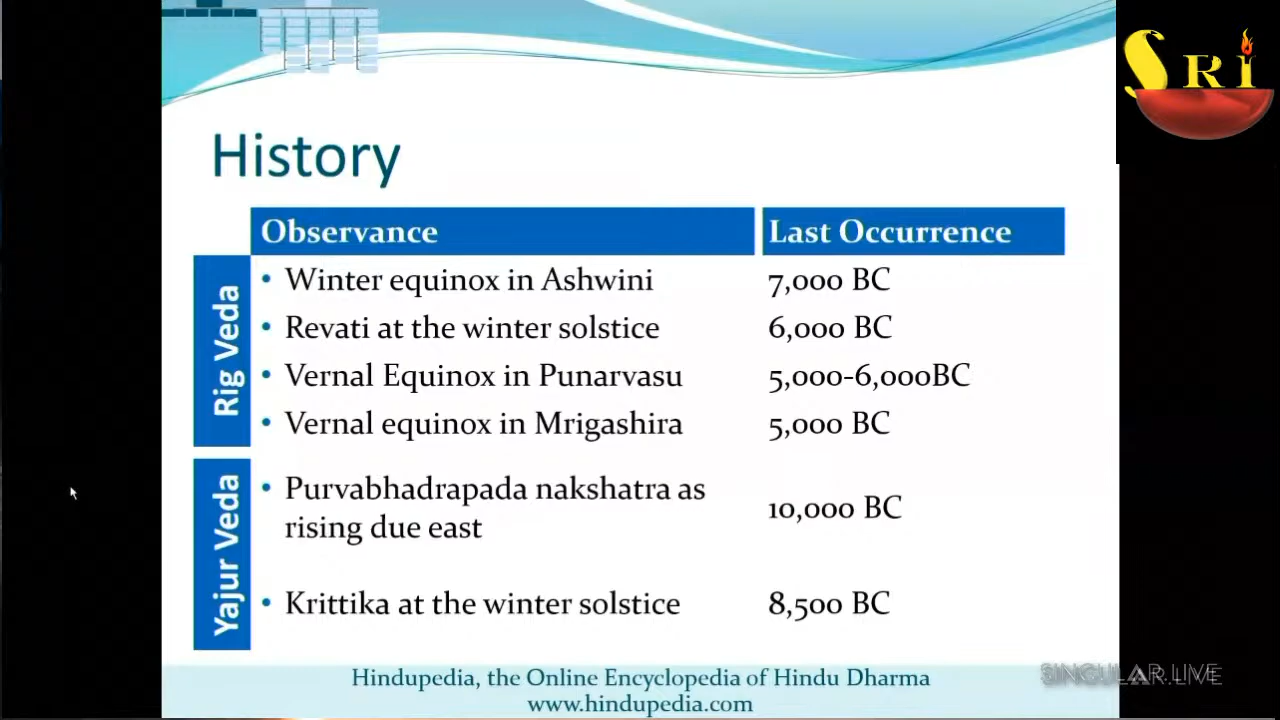 SRi
History
Observance Last Occurrence
Rig Veda
• Winter equinox in Ashwini 7,000 BC
• Revati at the winter solstice 6,000 BC
• Vernal Equinox in Punarvasu 5,000-6,000BC
• Vernal equinox in Mrigashira 5,000 BC
Yajur Veda
• Purvabhadrapada nakshatra as
rising due east 10,000 BC
• Krittika at the winter solstice 8,500 BC
Hindupedia, the Online Encyclopedia of Hindu Dharma
www.hindupedia.com
SINGULAR.LIVE